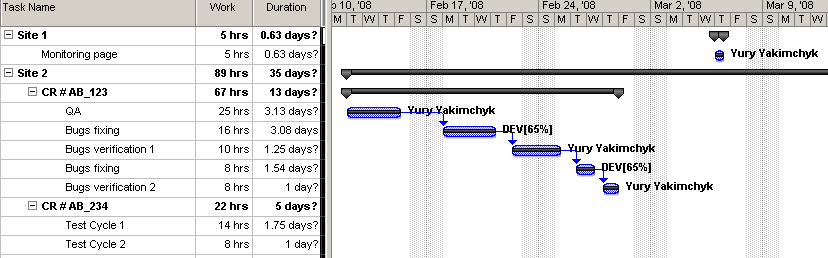 Task Name Work Duration b 10, '08 Feb 17, '08 Feb 24, '08 Mar 2, '08 Mar 9, '08
M T W T F S S M T W T F S S M T W T F S S M T W T F S S M T W
Site 1 5 hrs 0.63 days?
Monitoring page 5 hrs 0.63 days? Yury Yakimchyk
Site 2 89 hrs 35 days?
CR # AB_123 67 hrs 13 days?
QA 25 hrs 3.13 days? Yury Yakimchyk
Bugs fixing 16 hrs 3.08 days DEV[65%]
Bugs verification 1 10 hrs 1.25 days? Yury Yakimchyk
Bugs fixing 8 hrs 1.54 days? DEV[65%]
Bugs verification 2 8 hrs 1 day? Yury Yakimchyk
CR # AB_234 22 hrs 5 days?
Test Cycle 1 14 hrs 1.75 days?
Test Cycle 2 8 hrs 1 day?